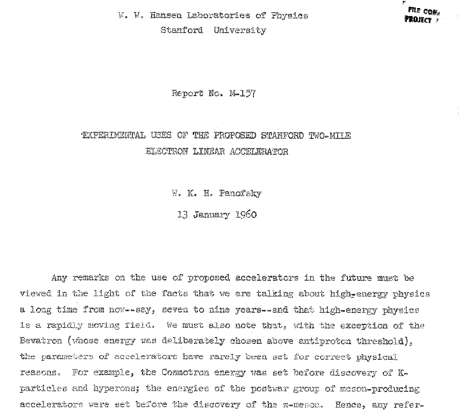 W. W. Hansen Laboratories of Physics
Stanford University
FILE COPY
PROJECT
Report No. M-157
EXPERIMENTAL USES OF THE PROPOSED STANFORD TWO-MILE
ELECTRON LINEAR ACCELERATOR
W. K. H. Panofsky
13 January 1960
Any remarks on the use of proposed accelerators in the future must be
viewed in the light of the facts that we are talking about high-energy physics
a long time from now--say, seven to nine years--and that high-energy physics
is a rapidly moving field. We must also note that, with the exception of the
Bevatron (whose energy was deliberately chosen above antiproton threshold),
the parameters of accelerators have rarely been set for correct physical
reasons. For example, the Cosmotron energy was set before discovery of K-
particles and hyperons; the energies of the postwar group of meson-producing
accelerators were set before the discovery of the π-meson. Hence, any refer-